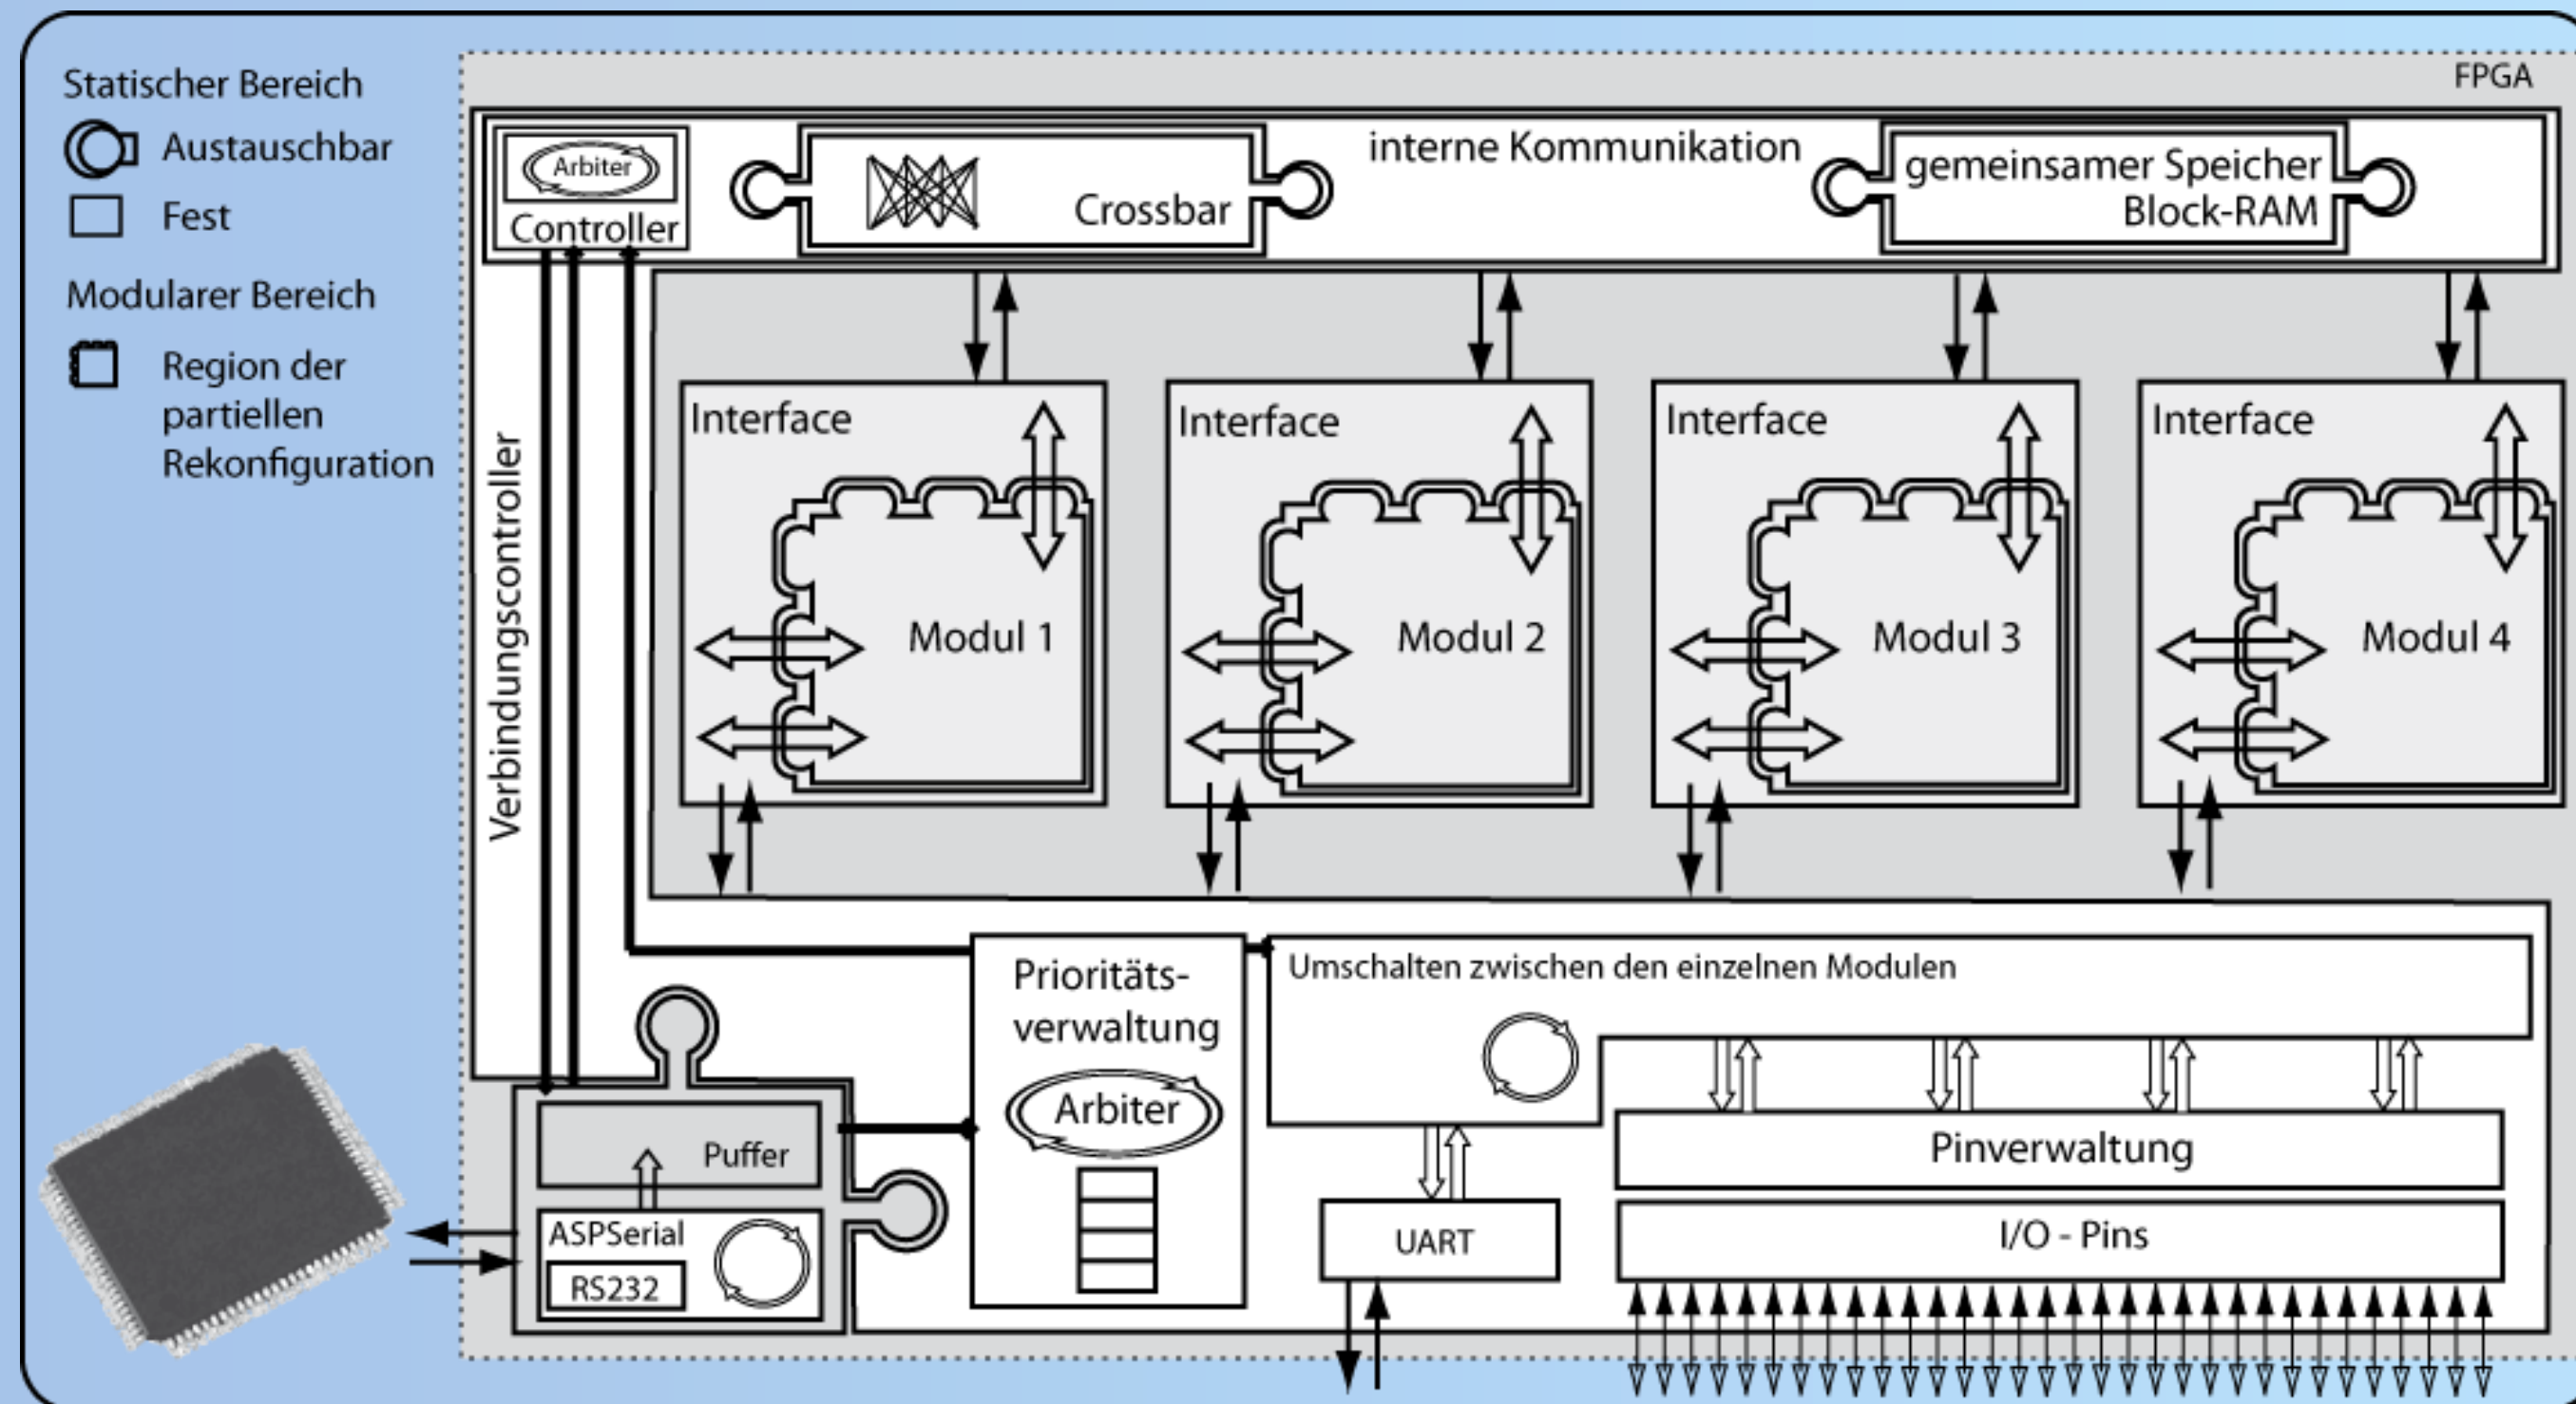 Statischer Bereich
Austauschbar
Fest
Modularer Bereich
Region der
partiellen
Rekonfiguration
FPGA
Arbiter
Controller
Crossbar
interne Kommunikation
gemeinsamer Speicher
Block-RAM
Verbindungscontroller
Interface
Modul 1
Interface
Modul 2
Interface
Modul 3
Interface
Modul 4
Prioritäts-
verwaltung
Arbiter
Umschalten zwischen den einzelnen Modulen
Puffer
ASPSerial
RS232
UART
Pinverwaltung
I/O - Pins